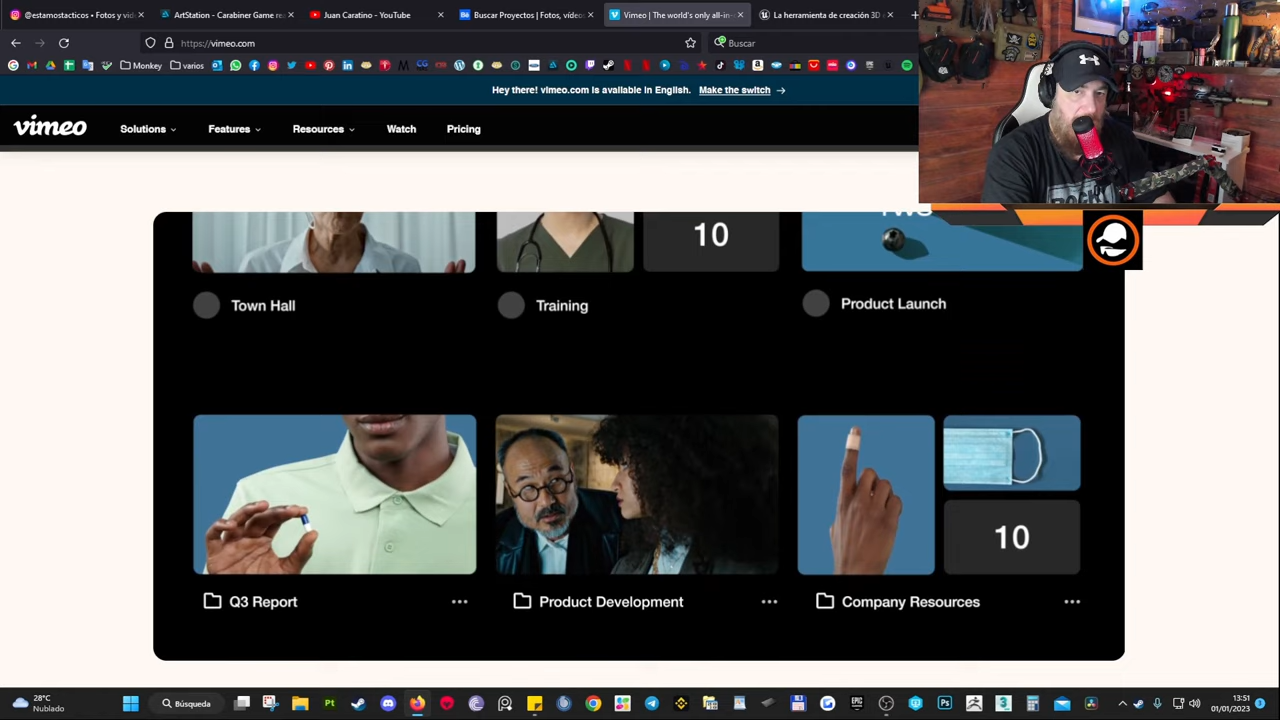 @estamostacticos • Fotos y vid
ArtStation - Carabiner Game re
Juan Caratino - YouTube
Buscar Proyectos | Fotos, vídeos
Vimeo | The world's only all-in-
La herramienta de creación 3D
https://vimeo.com
Buscar
Monkey
varios
Hey there! vimeo.com is available in English. Make the switch
vimeo
Solutions
Features
Resources
Watch
Pricing
10
Town Hall
Training
Product Launch
10
Q3 Report
Product Development
Company Resources
28°C
Nublado
Búsqueda
13:51
01/01/2023